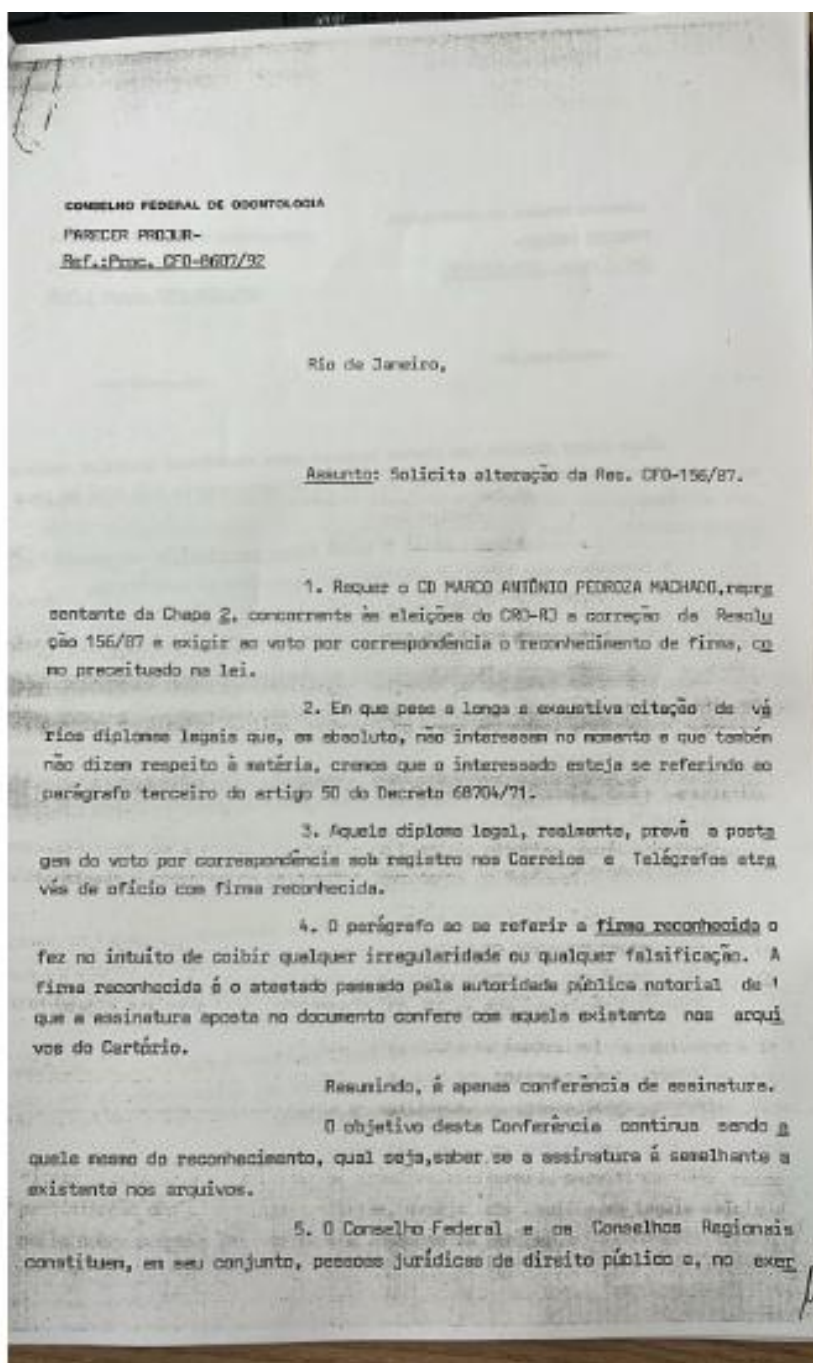 CONSELHO FEDERAL DE ODONTOLOGIA
PARECER PROJUR-
Ref.:Proc. CFO-8607/92
Rio de Janeiro,
Assunto: Solicita alteração da Res. CFO-156/87.
1. Requer o CD MARCO ANTÔNIO PEDROZA MACHADO,repre
sentante da Chapa 2, concorrente às eleições do CRO-RJ a correção da Resolu
ção 156/87 e exigir ao voto por correspondência o reconhecimento de firma, co
mo preceituado na lei.
2. Em que pese a longa e exaustiva citação de vá
rios diplomas legais que, em absoluto, não interessam no momento e que também
não dizem respeito à matéria, cremos que o interessado esteja se referindo ao
parágrafo terceiro do artigo 50 do Decreto 68704/71.
3. Aquele diploma legal, realmente, prevê a posta
gem do voto por correspondência sob registro nos Correios e Telégrafos atra
vés de ofício com firma reconhecida.
4. O parágrafo ao se referir a firma reconhecida o
fez no intuíto de coibir qualquer irregularidade ou qualquer falsificação. A
firma reconhecida é o atestado passado pela autoridade pública notorial de '
que a assinatura aposta no documento confere com aquela existente nos arqui
vos do Cartório.
Resumindo, é apenas conferência de assinatura.
O objetivo desta Conferência continua sendo a
quele mesmo do reconhecimento, qual seja,saber se a assinatura é semelhante a
existente nos arquivos.
5. O Conselho Federal e os Conselhos Regionais
constituem, em seu conjunto, pessoas jurídicas de direito público e, no exer